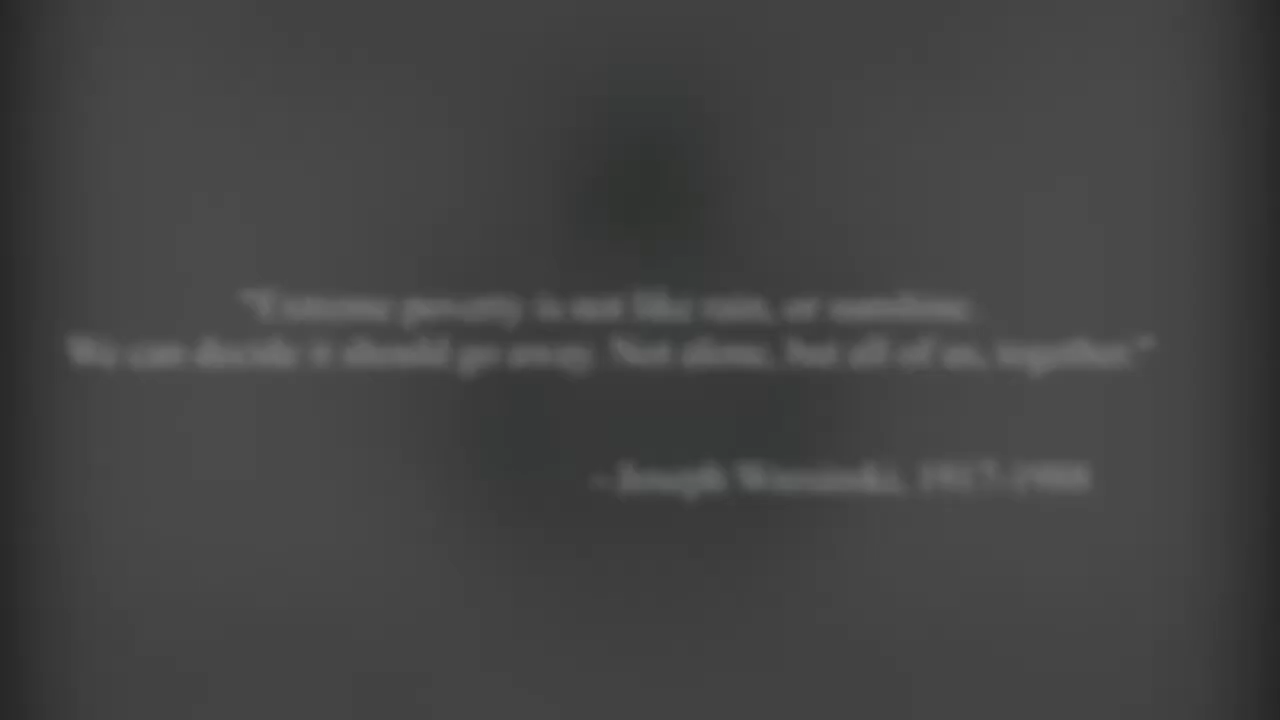 "Extreme poverty is not like rain, or sunshine.
We can decide it should go away. Not alone, but all of us, together."
- Joseph Wresinski, 1917-1988